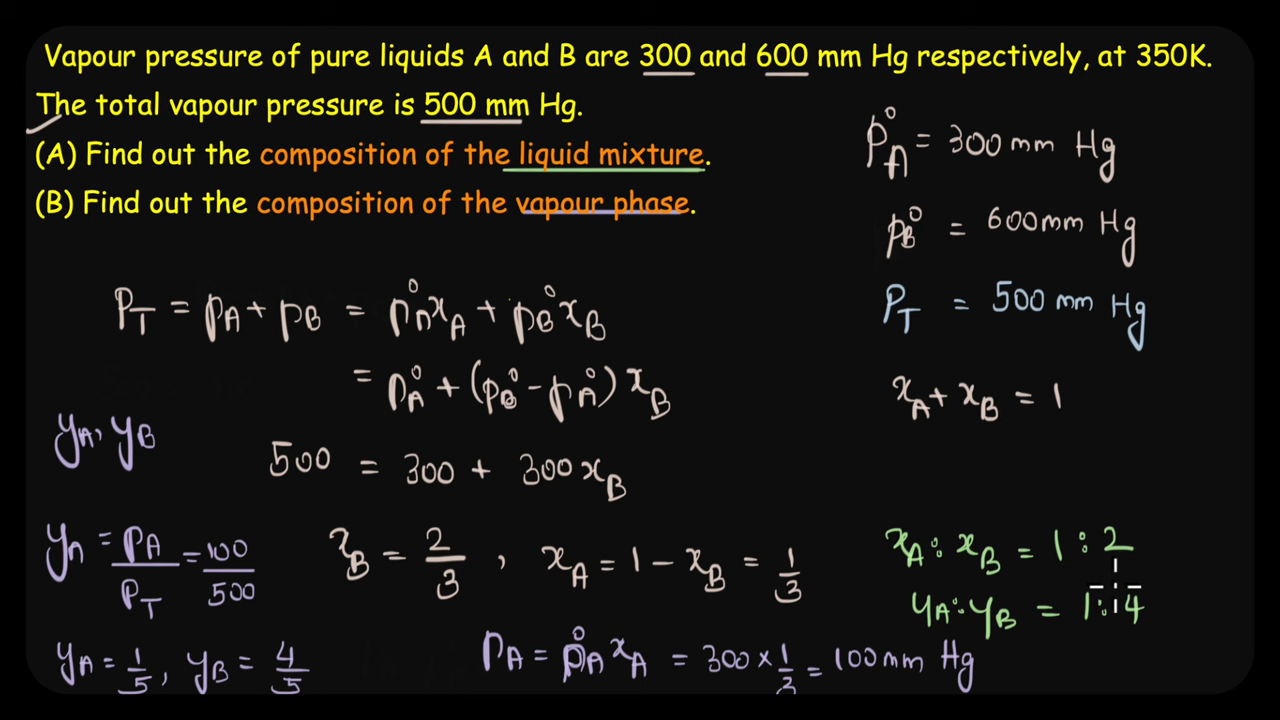 Vapour pressure of pure liquids A and B are 300 and 600 mm Hg respectively, at 350K.
The total vapour pressure is 500 mm Hg.
(A) Find out the composition of the liquid mixture.
(B) Find out the composition of the vapour phase.
p°A = 300 mm Hg
p°B = 600 mm Hg
PT = 500 mm Hg
xA + xB = 1
PT = pA + pB = p°A xA + p°B xB
= p°A + (p°B - p°A) xB
yA, yB
500 = 300 + 300 xB
xB = 2/3 , xA = 1 - xB = 1/3
yA = pA/PT = 100/500
yA = 1/5 , yB = 4/5
pA = p°A xA = 300 × 1/3 = 100 mm Hg
xA : xB = 1 : 2
yA : yB = 1 : 4